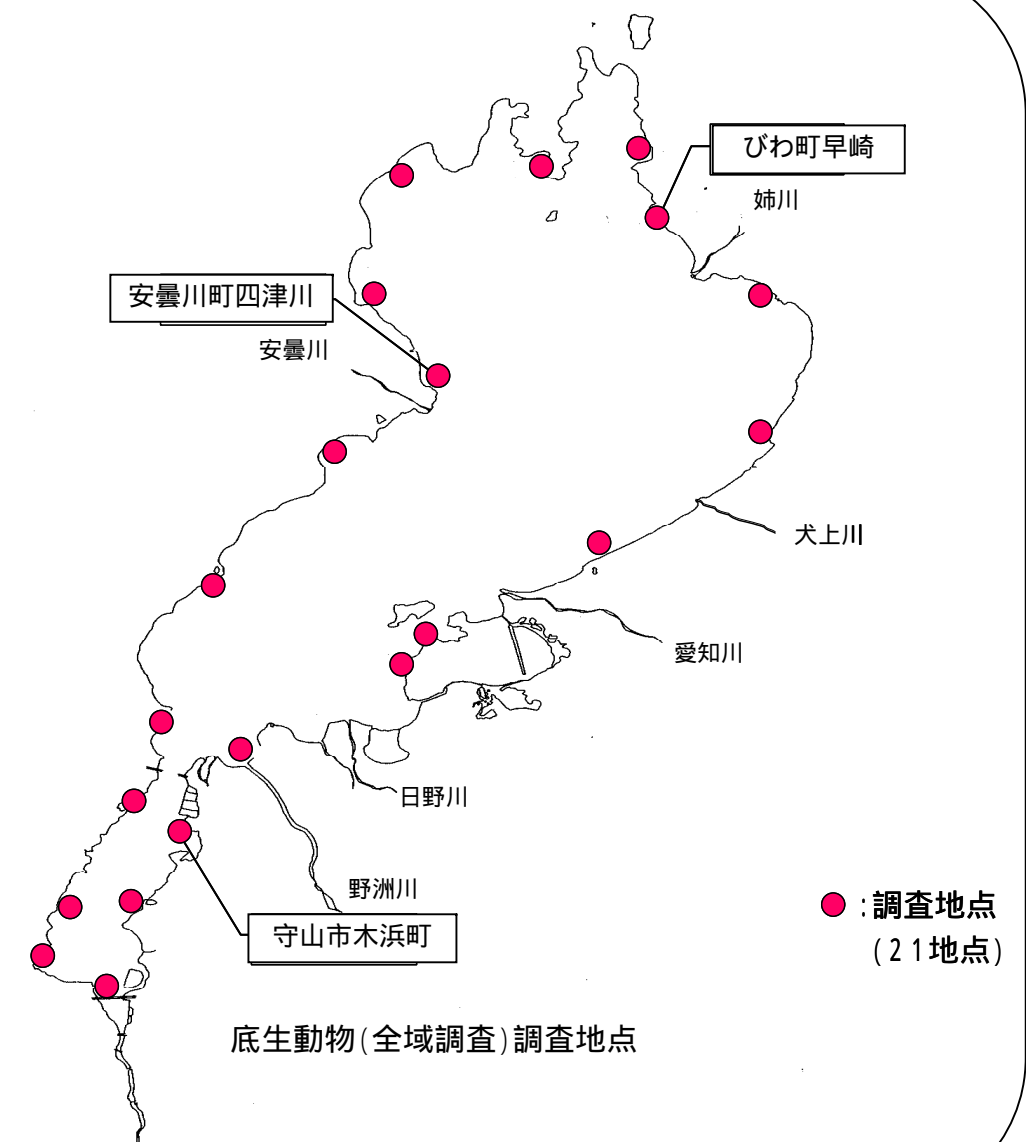 びわ町早崎
姉川
安曇川町四津川
安曇川
犬上川
愛知川
日野川
野洲川
守山市木浜町
:調査地点
(21地点)
底生動物(全域調査)調査地点